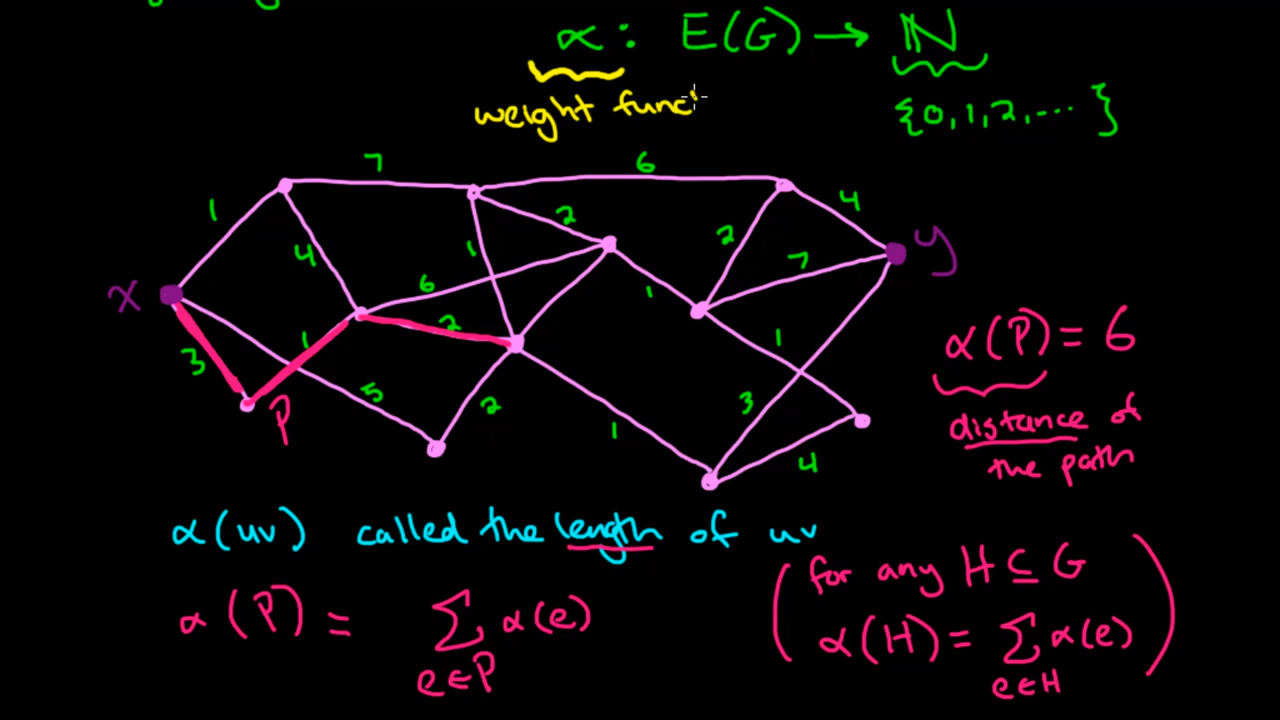 α : E(G) → ℕ
weight func
{0,1,2,... }
7
6
1
4
2
4
1
2
x
y
6
7
1
2
α(P) = 6
3
1
1
5
3
2
P
distance of
1
the path
4
α(uv) called the length of uv
(for any H ⊆ G
α(P) = ∑ α(e)
e∈P
α(H) = ∑ α(e))
e∈H